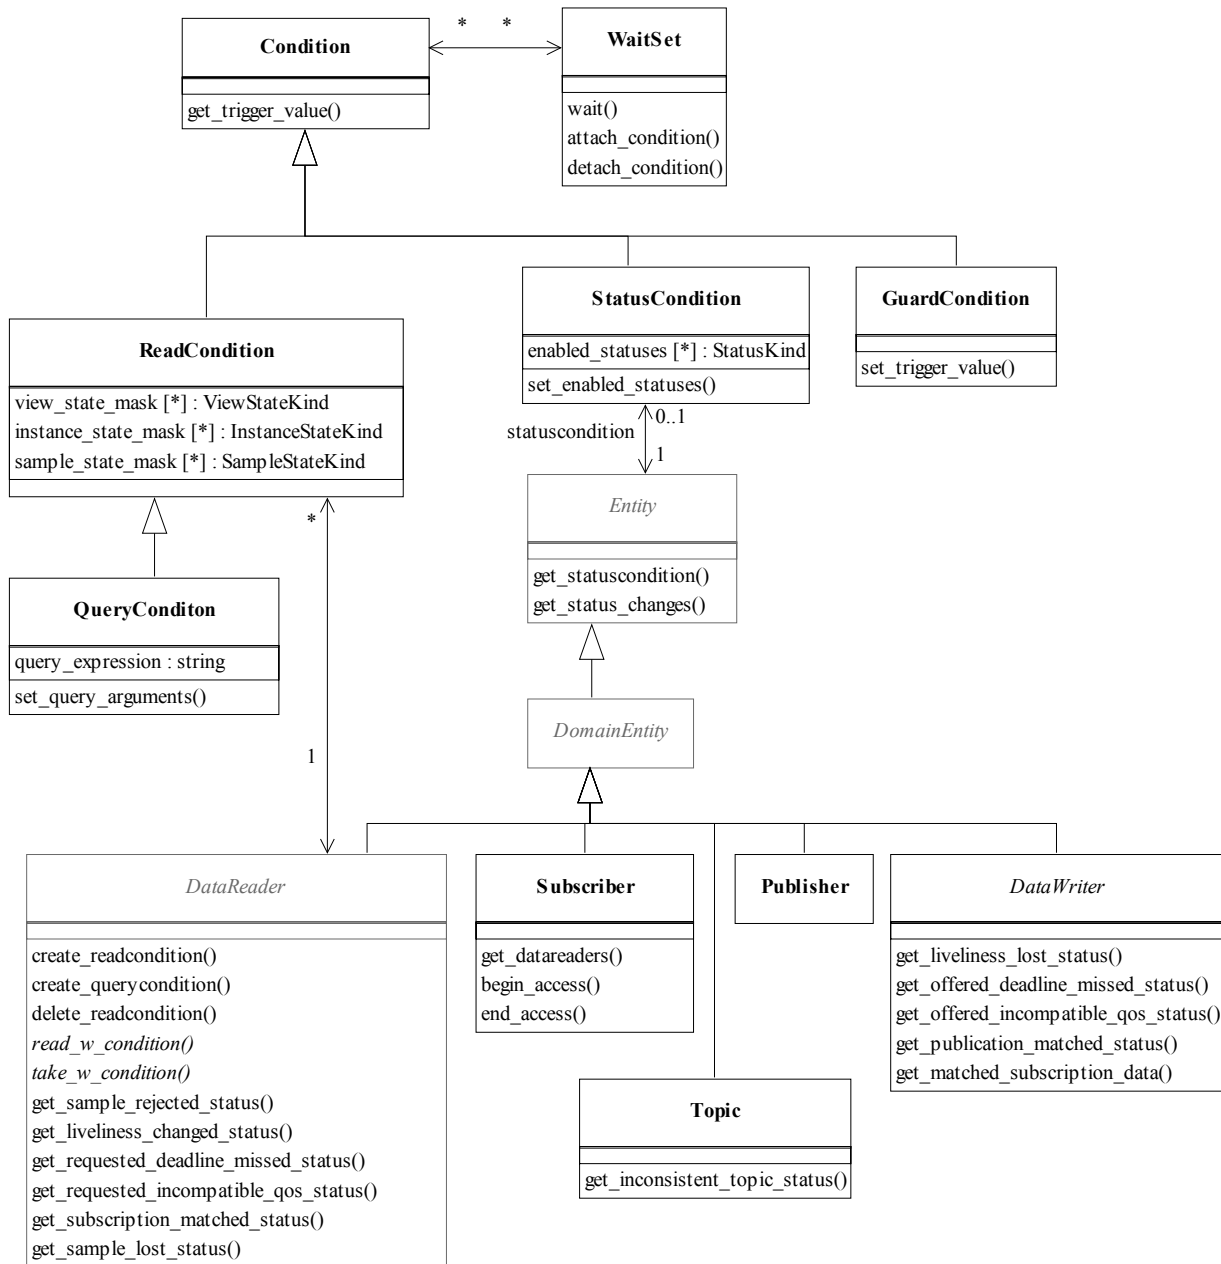 * *
Condition
WaitSet
get_trigger_value()
wait()
attach_condition()
detach_condition()
ReadCondition
view_state_mask [*] : ViewStateKind
instance_state_mask [*] : InstanceStateKind
sample_state_mask [*] : SampleStateKind
StatusCondition
enabled_statuses [*] : StatusKind
set_enabled_statuses()
GuardCondition
set_trigger_value()
0..1
statuscondition
1
Entity
get_statuscondition()
get_status_changes()
*
QueryConditon
query_expression : string
set_query_arguments()
DomainEntity
1
DataReader
create_readcondition()
create_querycondition()
delete_readcondition()
read_w_condition()
take_w_condition()
get_sample_rejected_status()
get_liveliness_changed_status()
get_requested_deadline_missed_status()
get_requested_incompatible_qos_status()
get_subscription_matched_status()
get_sample_lost_status()
Subscriber
get_datareaders()
begin_access()
end_access()
Publisher
DataWriter
get_liveliness_lost_status()
get_offered_deadline_missed_status()
get_offered_incompatible_qos_status()
get_publication_matched_status()
get_matched_subscription_data()
Topic
get_inconsistent_topic_status()